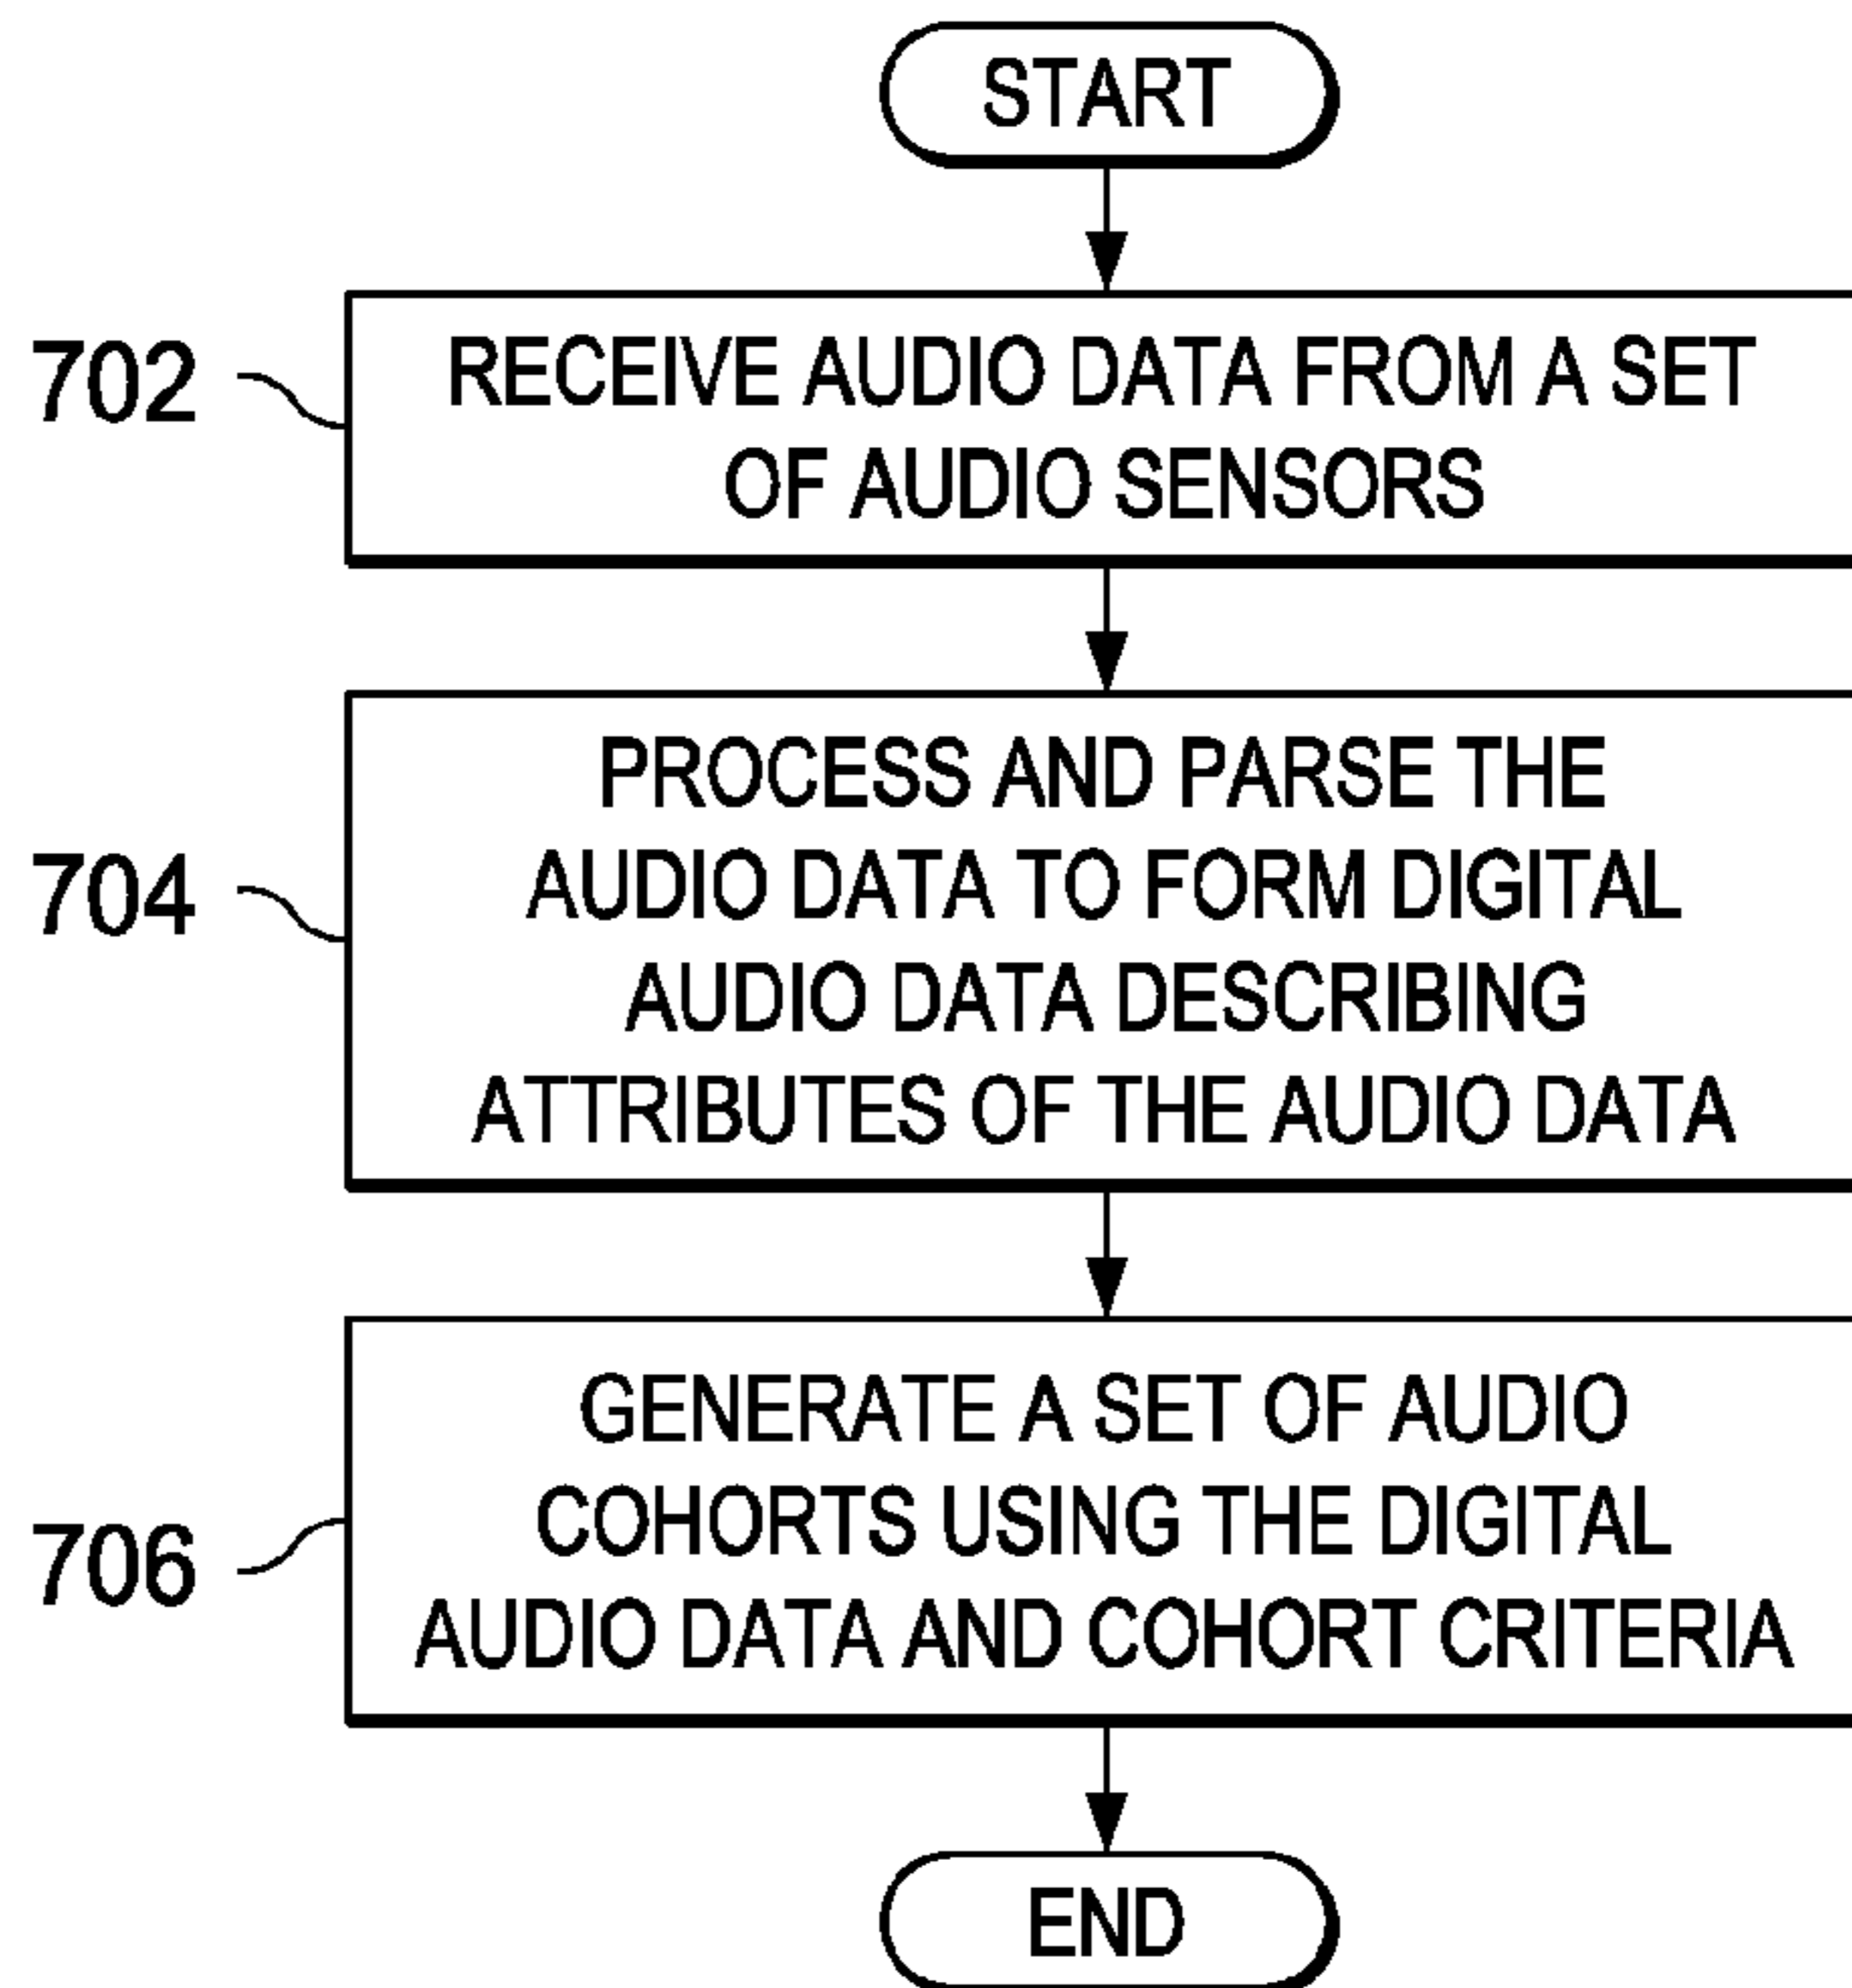 START
702
RECEIVE AUDIO DATA FROM A SET
OF AUDIO SENSORS
704
PROCESS AND PARSE THE
AUDIO DATA TO FORM DIGITAL
AUDIO DATA DESCRIBING
ATTRIBUTES OF THE AUDIO DATA
706
GENERATE A SET OF AUDIO
COHORTS USING THE DIGITAL
AUDIO DATA AND COHORT CRITERIA
END